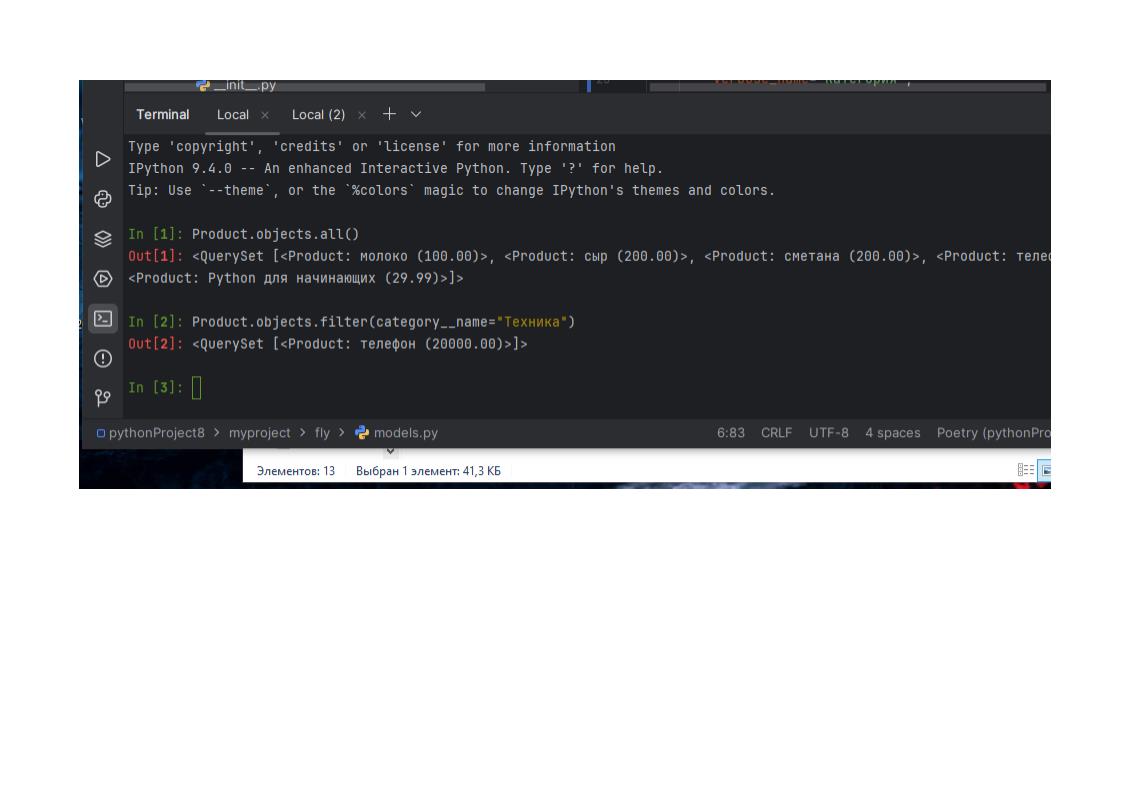 __init__.py
Terminal Local × Local (2) ×
Type 'copyright', 'credits' or 'license' for more information
IPython 9.4.0 -- An enhanced Interactive Python. Type '?' for help.
Tip: Use `--theme`, or the `%colors` magic to change IPython's themes and colors.
In [1]: Product.objects.all()
Out[1]: <QuerySet [<Product: молоко (100.00)>, <Product: сыр (200.00)>, <Product: сметана (200.00)>, <Product:
<Product: Python для начинающих (29.99)>]>
In [2]: Product.objects.filter(category__name="Техника")
Out[2]: <QuerySet [<Product: телефон (20000.00)>]>
In [3]:
pythonProject8 > myproject > fly > models.py 6:83 CRLF UTF-8 4 spaces Poetry
Элементов: 13 Выбран 1 элемент: 41,3 КБ